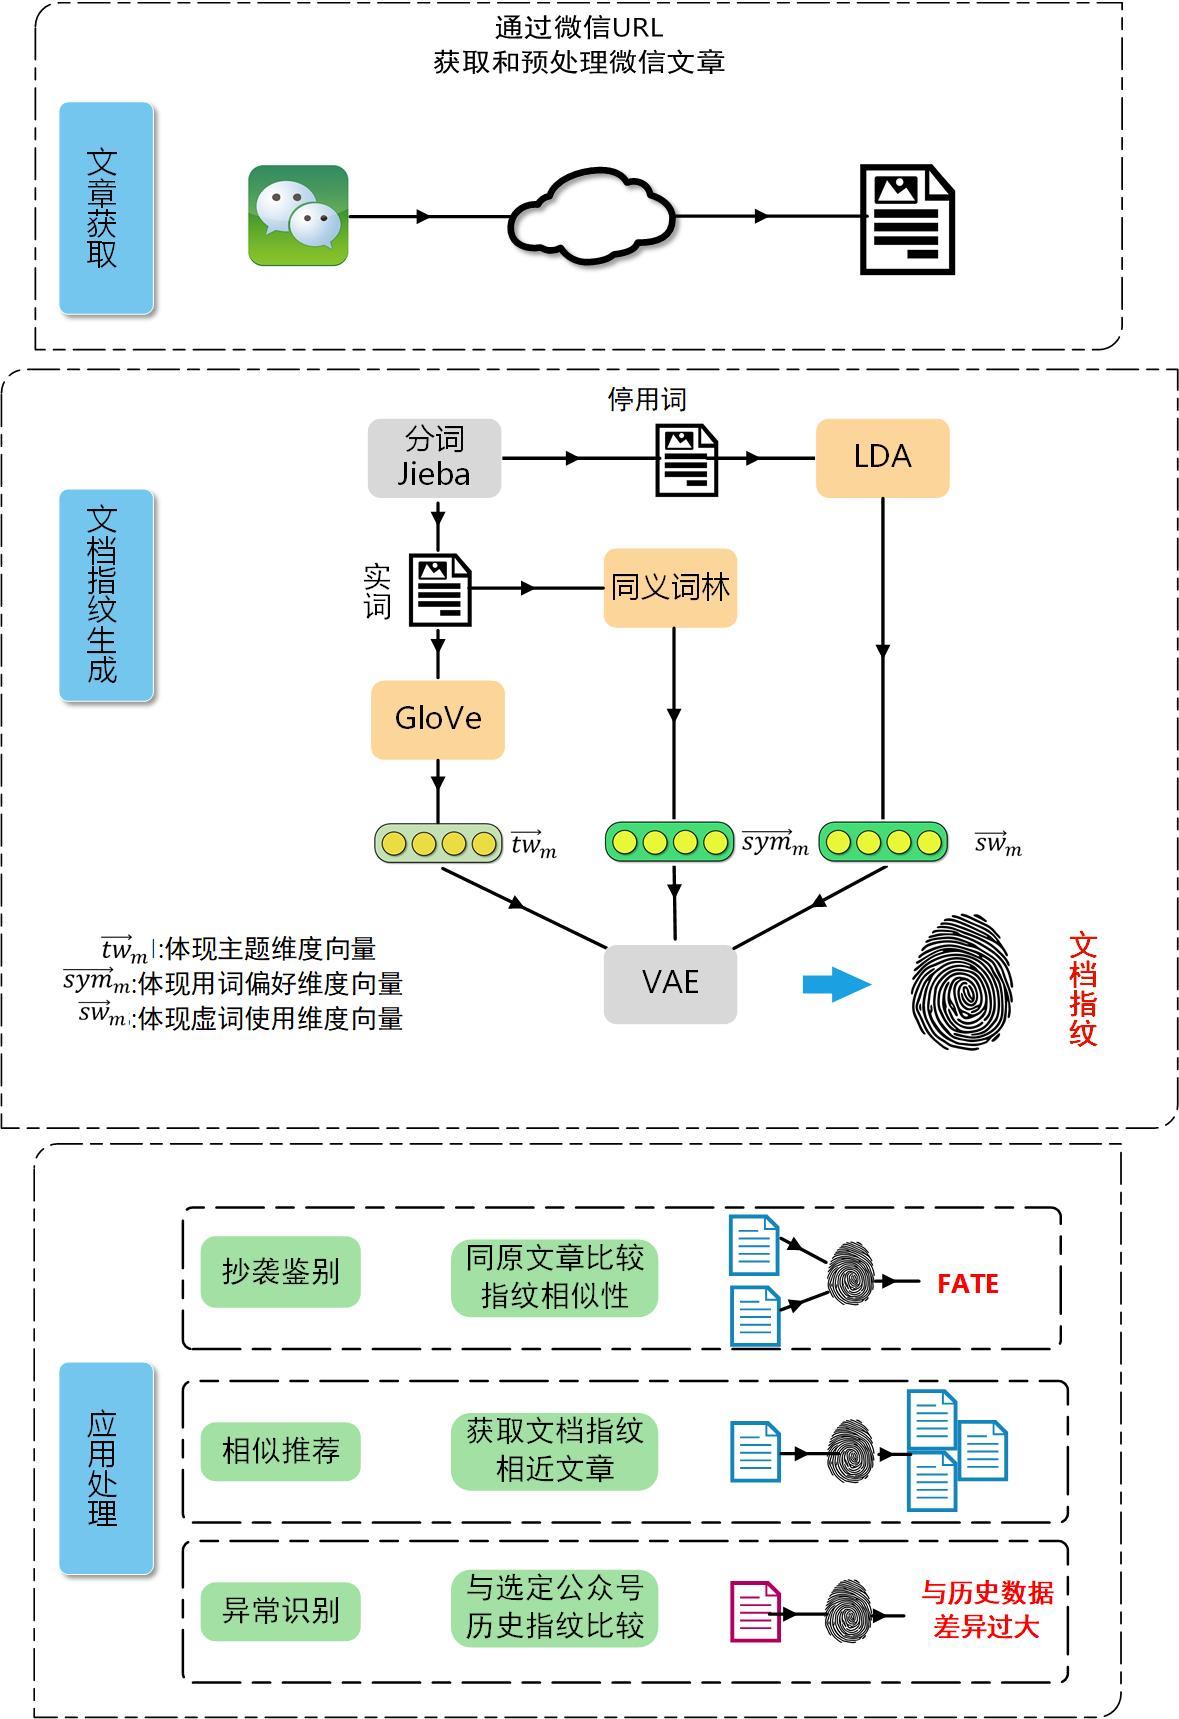 通过微信URL
获取和预处理微信文章
文章获取
停用词
分词
Jieba
LDA
文档指纹生成
实词
同义词林
GloVe
tw_m
sym_m
sw_m
tw_m:体现主题维度向量
sym_m:体现用词偏好维度向量
sw_m:体现虚词使用维度向量
VAE
文档指纹
应用处理
抄袭鉴别
同原文章比较
指纹相似性
FATE
相似推荐
获取文档指纹
相近文章
异常识别
与选定公众号
历史指纹比较
与历史数据
差异过大